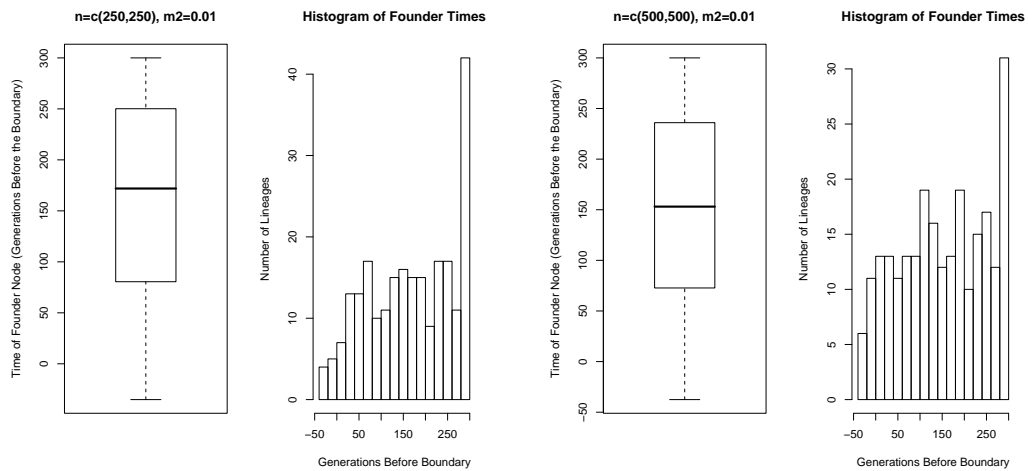 n=c(250,250), m2=0.01
Time of Founder Node (Generations Before the Boundary)
300
250
200
150
100
50
0
Histogram of Founder Times
Number of Lineages
40
30
20
10
0
−50 50 150 250
Generations Before Boundary
n=c(500,500), m2=0.01
Time of Founder Node (Generations Before the Boundary)
300
250
200
150
100
50
0
−50
Histogram of Founder Times
Number of Lineages
30
25
20
15
10
5
0
−50 50 150 250
Generations Before Boundary